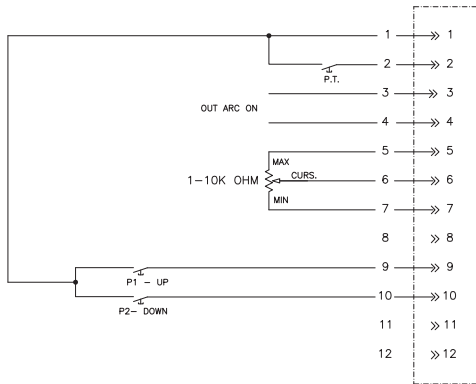 1 1
2 2
P.T.
3 3
OUT ARC ON
4 4
5 5
MAX
1-10K OHM CURS. 6 6
MIN
7 7
8 8
9 9
P1 - UP
10 10
P2- DOWN
11 11
12 12